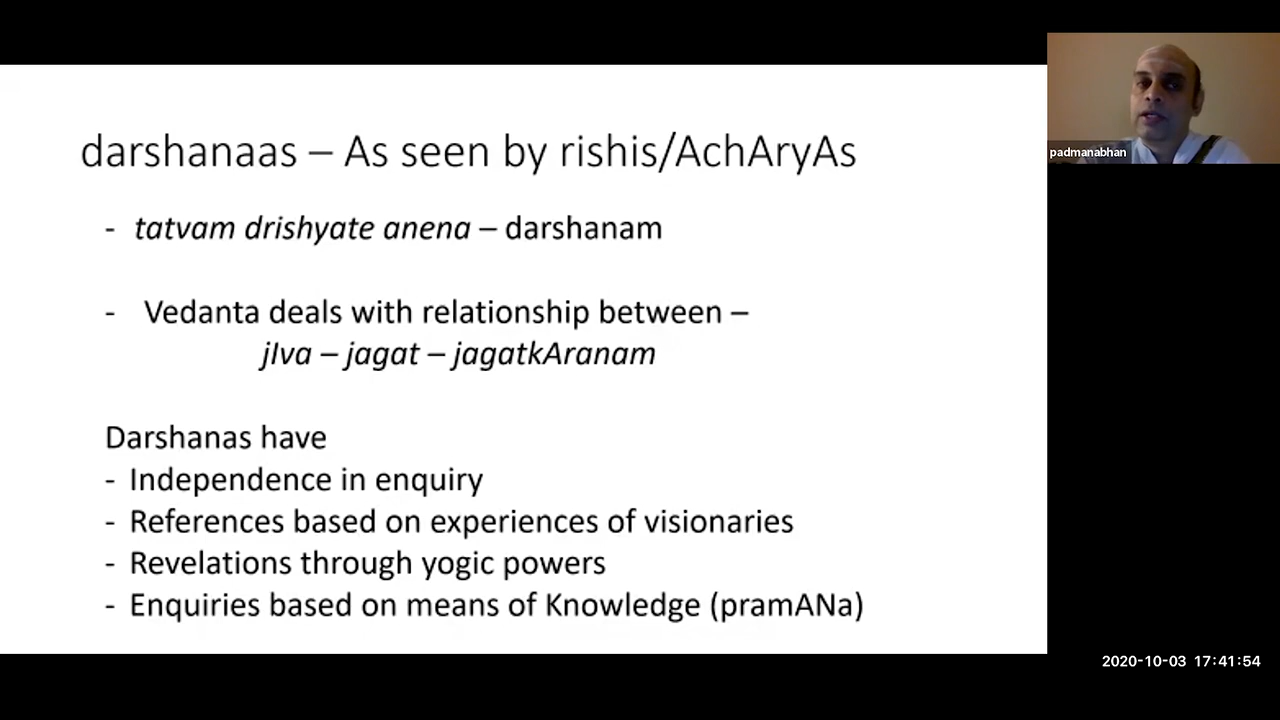 darshanaas – As seen by rishis/AchAryAs
- tatvam drishyate anena – darshanam
- Vedanta deals with relationship between –
jIva – jagat – jagatkAranam
Darshanas have
- Independence in enquiry
- References based on experiences of visionaries
- Revelations through yogic powers
- Enquiries based on means of Knowledge (pramANa)
padmanabhan
2020-10-03 17:41:54